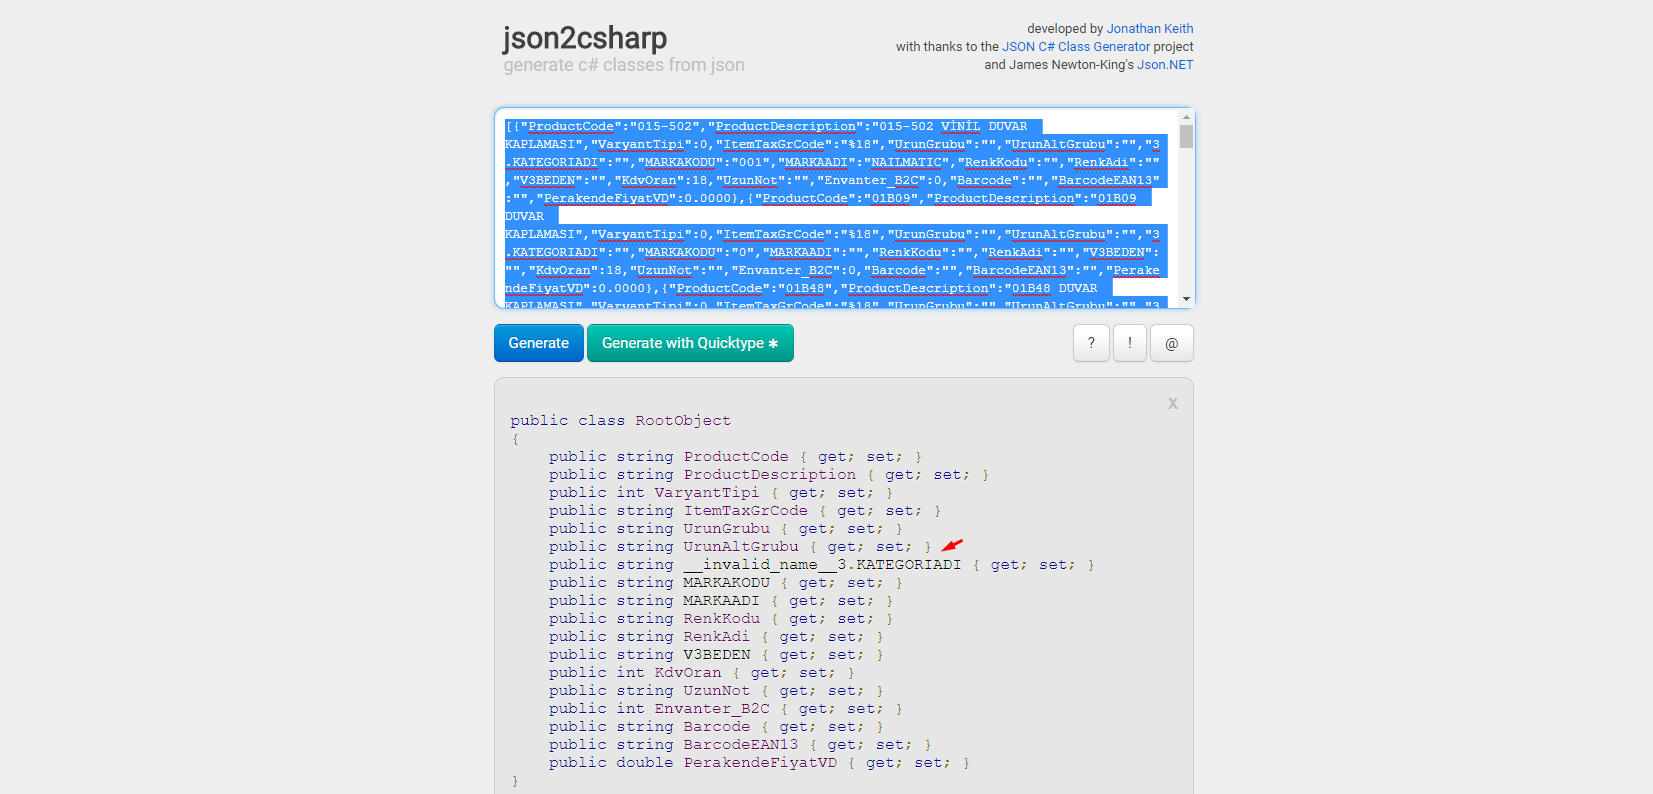 json2csharp
generate c# classes from json
developed by Jonathan Keith
with thanks to the JSON C# Class Generator project
and James Newton-King's Json.NET
[{"ProductCode":"015-502","ProductDescription":"015-502 VİNİL DUVAR
KAPLAMASI","VaryantTipi":0,"ItemTaxGrCode":"%18","UrunGrubu":"","UrunAltGrubu":"","3
.KATEGORIADI":"","MARKAKODU":"001","MARKAADI":"NAILMATIC","RenkKodu":"","RenkAdi":""
,"V3BEDEN":"","KdvOran":18,"UzunNot":"","Envanter_B2C":0,"Barcode":"","BarcodeEAN13"
:"","PerakendeFiyatVD":0.0000},{"ProductCode":"01B09","ProductDescription":"01B09
DUVAR
KAPLAMASI","VaryantTipi":0,"ItemTaxGrCode":"%18","UrunGrubu":"","UrunAltGrubu":"","3
.KATEGORIADI":"","MARKAKODU":"0","MARKAADI":"","RenkKodu":"","RenkAdi":"","V3BEDEN":
"","KdvOran":18,"UzunNot":"","Envanter_B2C":0,"Barcode":"","BarcodeEAN13":"","Perake
ndeFiyatVD":0.0000},{"ProductCode":"01B48","ProductDescription":"01B48 DUVAR
KAPLAMASI","VaryantTipi":0,"ItemTaxGrCode":"%18","UrunGrubu":"","UrunAltGrubu":"","3
Generate
Generate with Quicktype ∗
?
!
@
x
public class RootObject
{
public string ProductCode { get; set; }
public string ProductDescription { get; set; }
public int VaryantTipi { get; set; }
public string ItemTaxGrCode { get; set; }
public string UrunGrubu { get; set; }
public string UrunAltGrubu { get; set; }
public string __invalid_name__3.KATEGORIADI { get; set; }
public string MARKAKODU { get; set; }
public string MARKAADI { get; set; }
public string RenkKodu { get; set; }
public string RenkAdi { get; set; }
public string V3BEDEN { get; set; }
public int KdvOran { get; set; }
public string UzunNot { get; set; }
public int Envanter_B2C { get; set; }
public string Barcode { get; set; }
public string BarcodeEAN13 { get; set; }
public double PerakendeFiyatVD { get; set; }
}